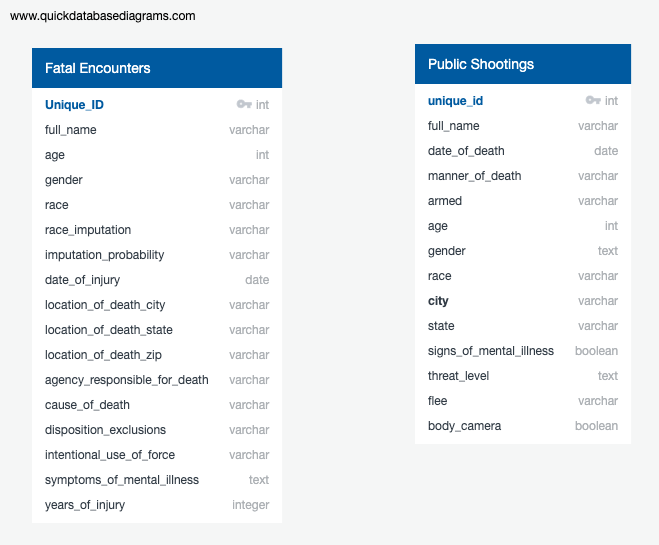 www.quickdatabasediagrams.com
Fatal Encounters
Unique_ID int
full_name varchar
age int
gender varchar
race varchar
race_imputation varchar
imputation_probability varchar
date_of_injury date
location_of_death_city varchar
location_of_death_state varchar
location_of_death_zip varchar
agency_responsible_for_death varchar
cause_of_death varchar
disposition_exclusions varchar
intentional_use_of_force varchar
symptoms_of_mental_illness text
years_of_injury integer
Public Shootings
unique_id int
full_name varchar
date_of_death date
manner_of_death varchar
armed varchar
age int
gender text
race varchar
city varchar
state varchar
signs_of_mental_illness boolean
threat_level text
flee varchar
body_camera boolean